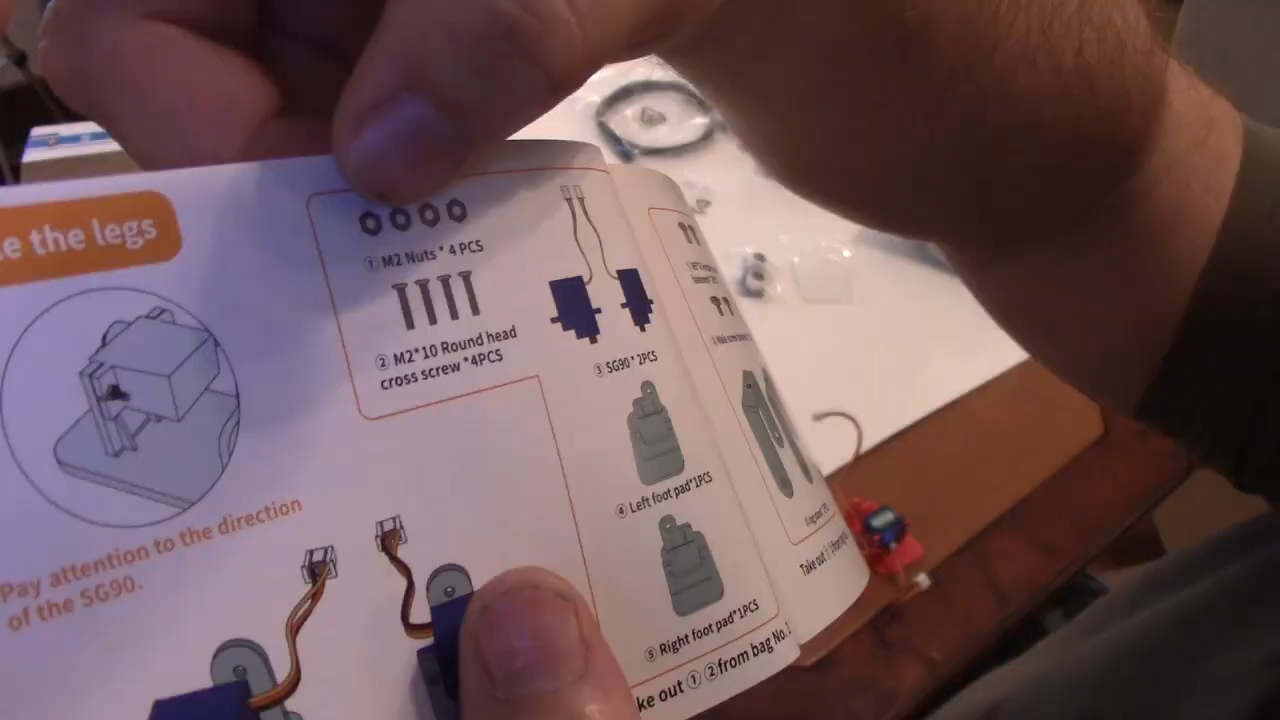 e the legs
① M2 Nuts * 4 PCS
② M2*10 Round head
cross screw *4PCS
③ SG90 * 2PCS
④ Left foot pad*1PCS
⑤ Right foot pad*1PCS
ke out ① ②from bag No.
Pay attention to the direction
of the SG90.
Take out